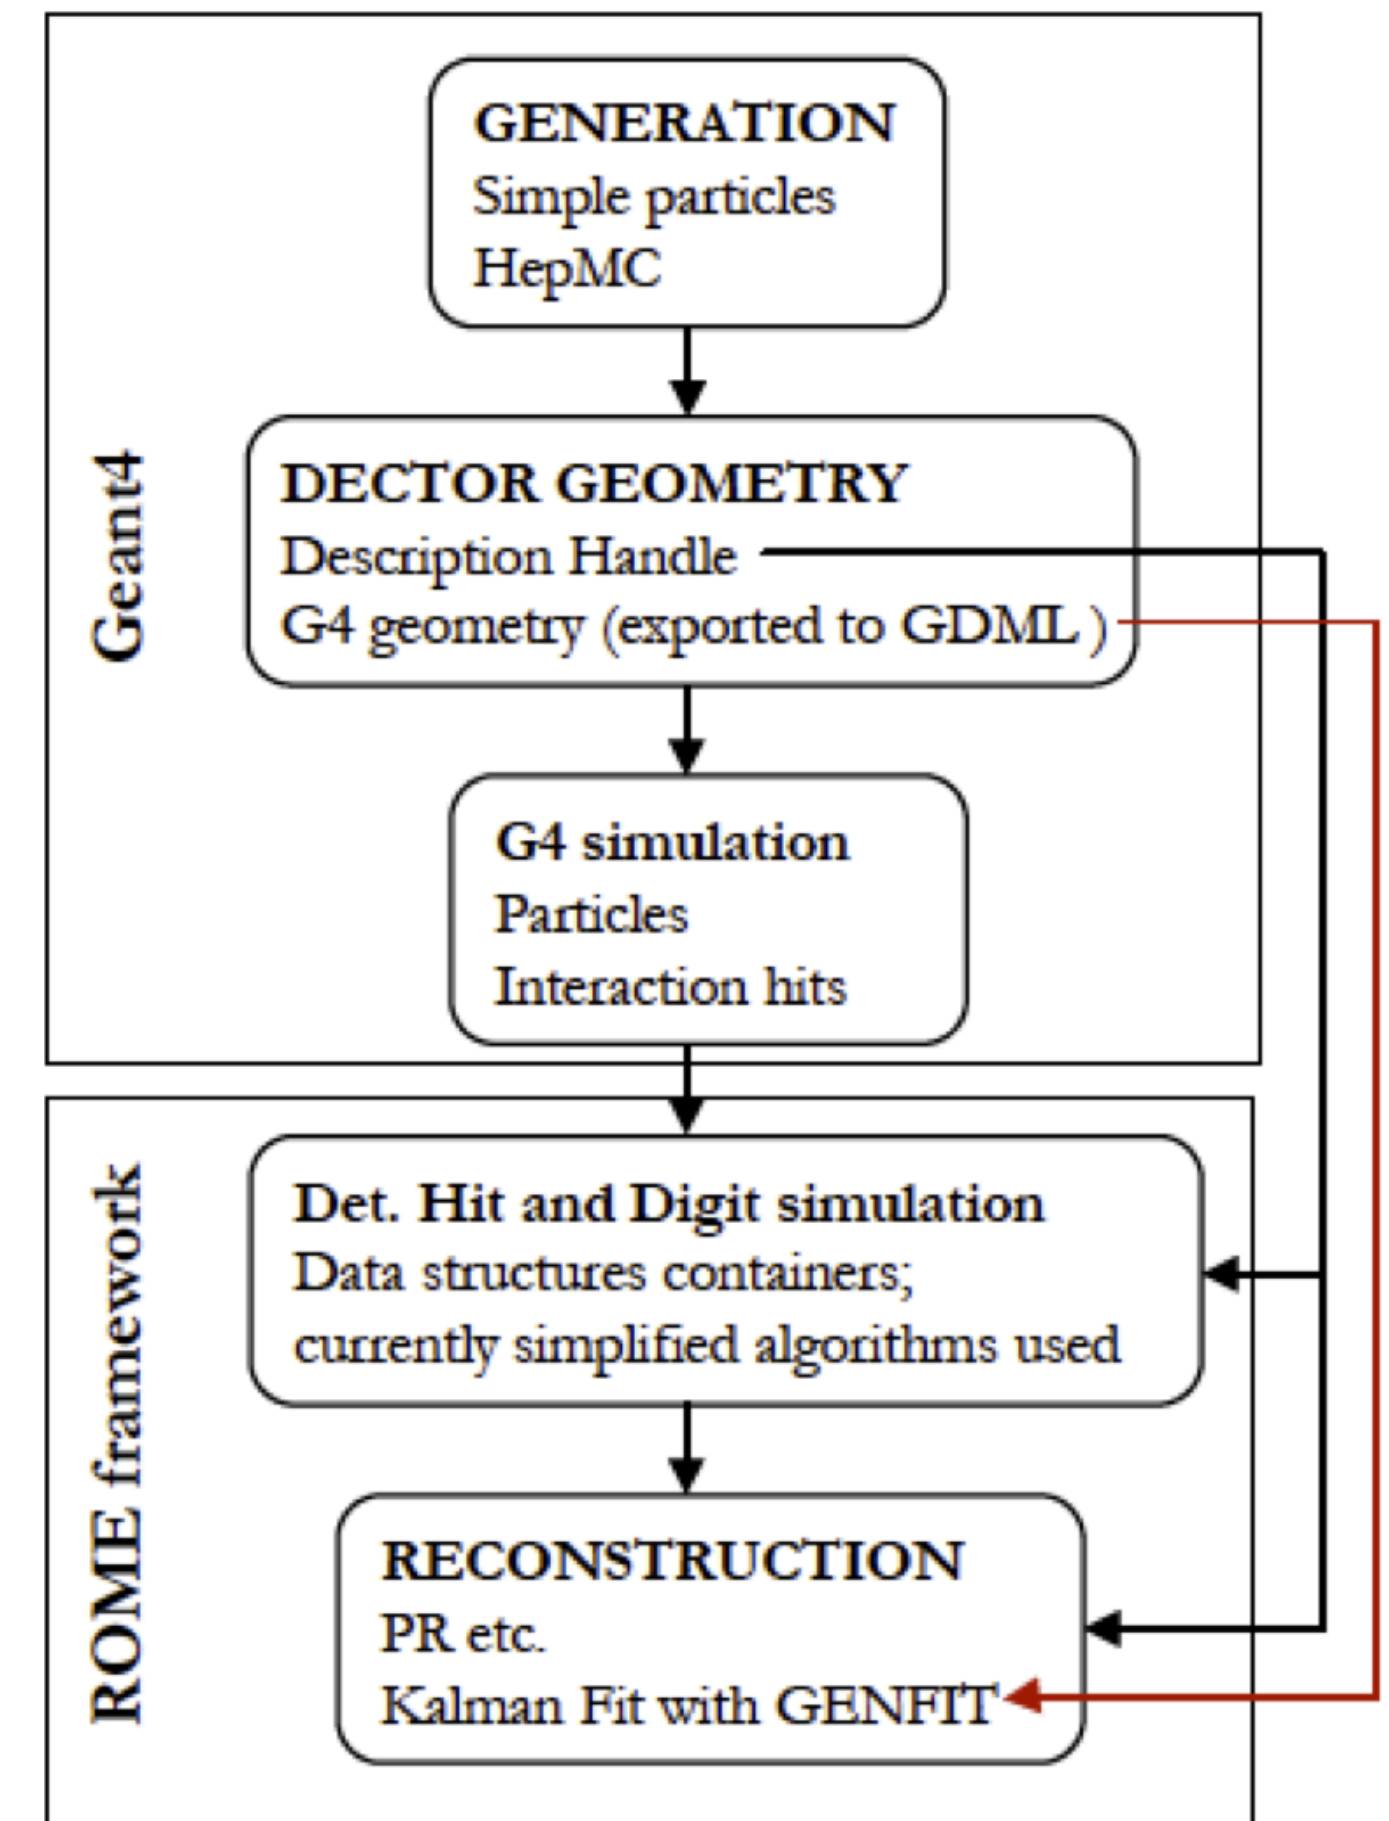 GENERATION
Simple particles
HepMC
Geant4
DECTOR GEOMETRY
Description Handle
G4 geometry (exported to GDML )
G4 simulation
Particles
Interaction hits
ROME framework
Det. Hit and Digit simulation
Data structures containers;
currently simplified algorithms used
RECONSTRUCTION
PR etc.
Kalman Fit with GENFIT